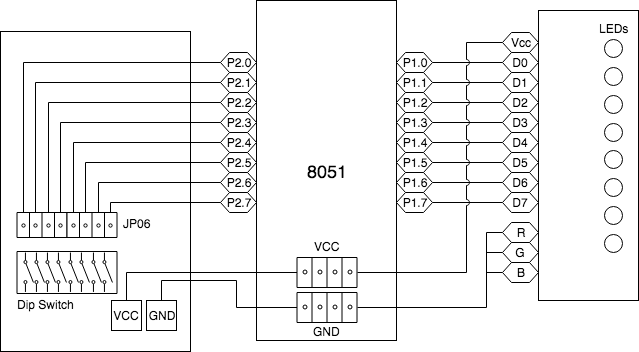 LEDs
Vcc
P2.0 P1.0 D0
P2.1 P1.1 D1
P2.2 P1.2 D2
P2.3 P1.3 D3
P2.4 P1.4 D4
P2.5 P1.5 D5
8051
P2.6 P1.6 D6
P2.7 P1.7 D7
JP06
R
VCC
G
B
Dip Switch
VCC GND
GND